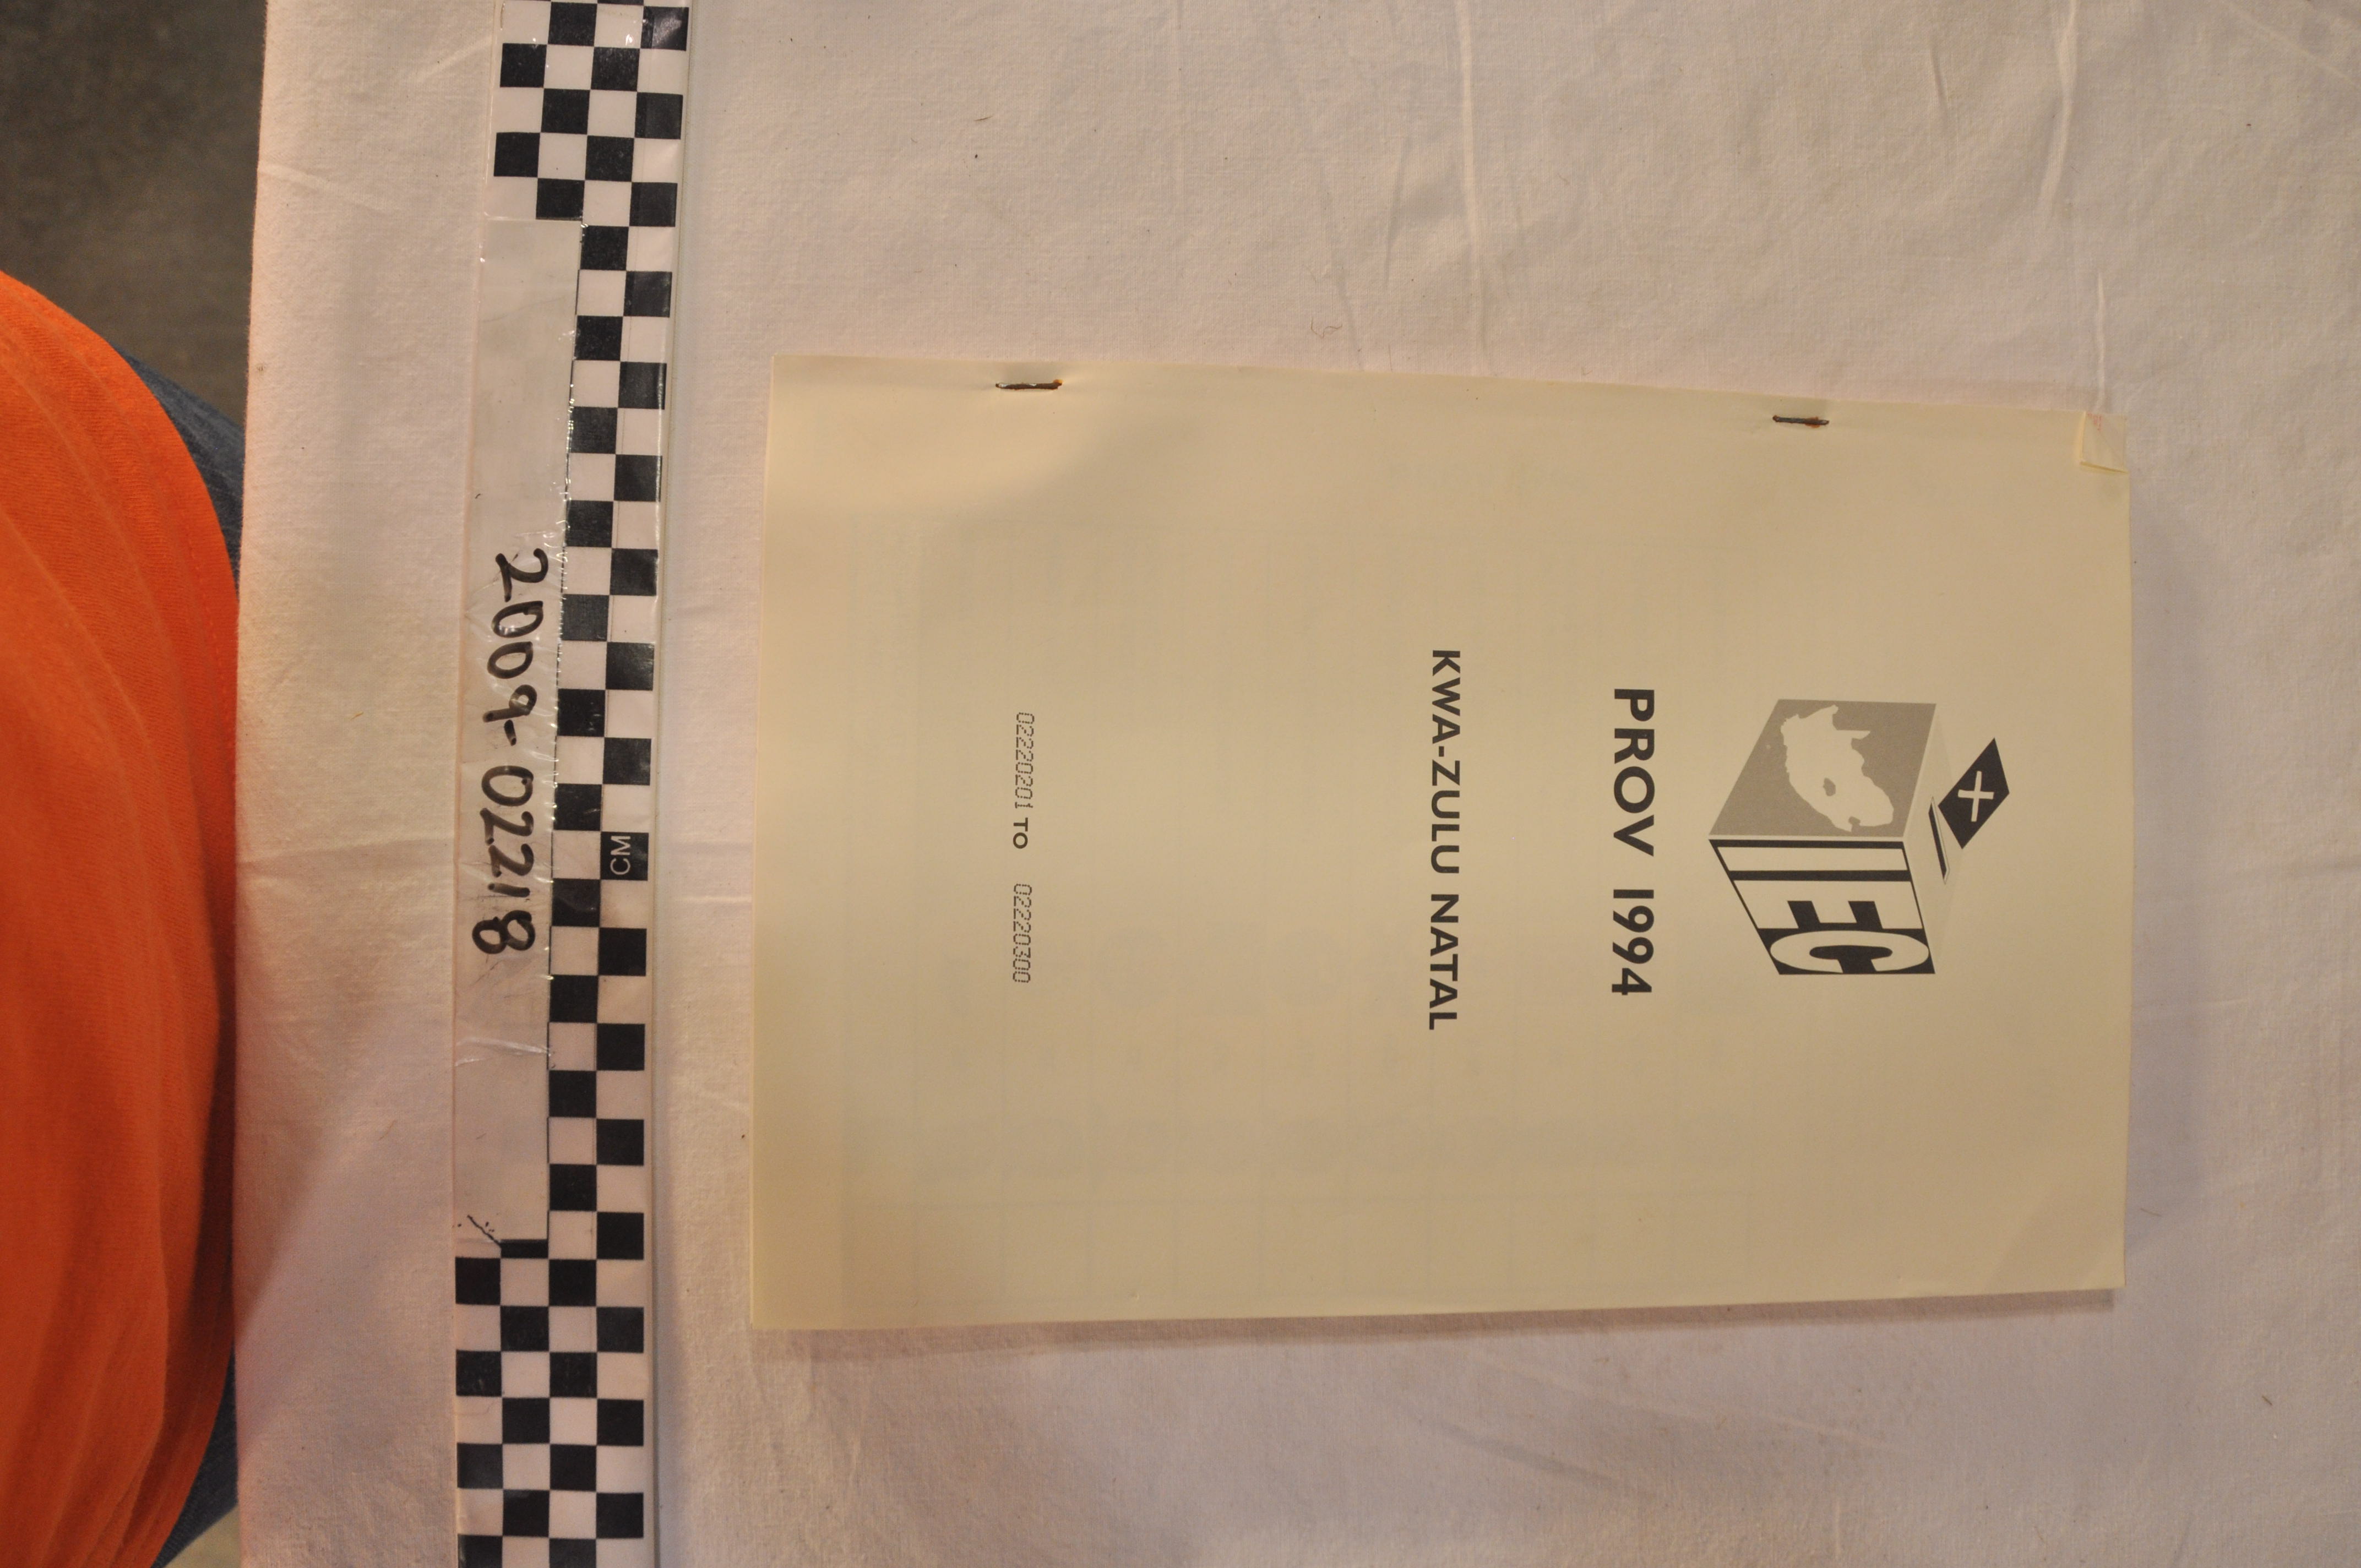 IEC
PROV 1994
KWA-ZULU NATAL
02220201 TO 02220300
CM
2009-02218